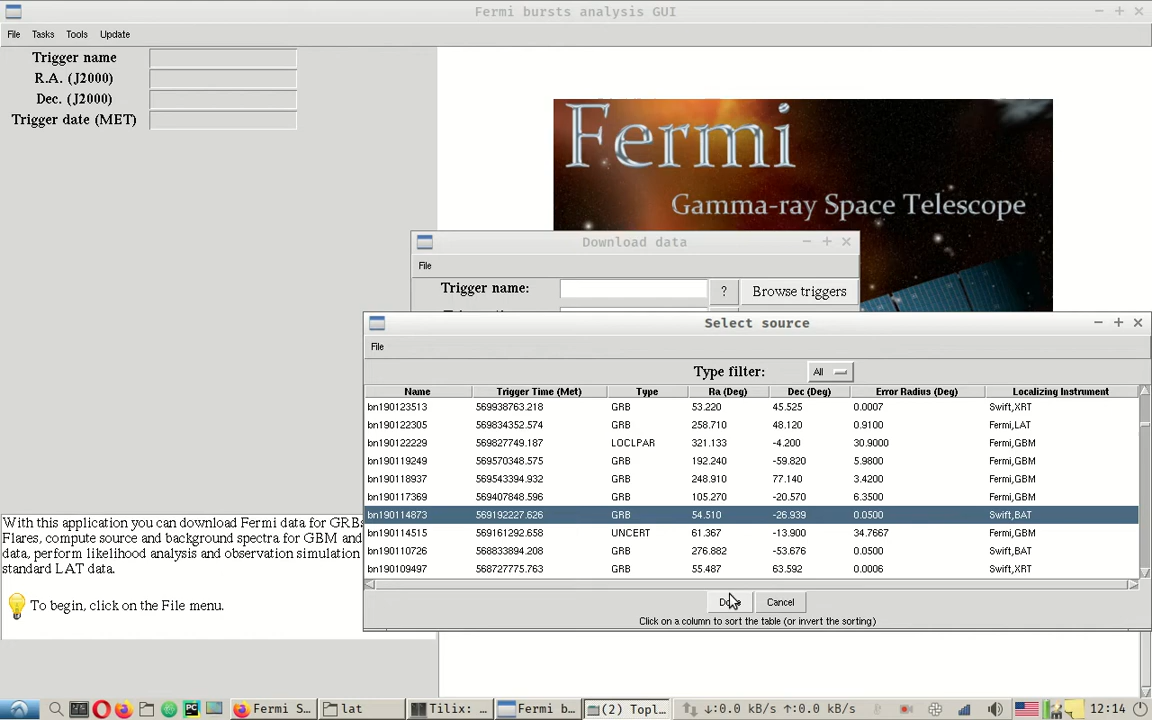 Fermi bursts analysis GUI
File Tasks Tools Update
Trigger name
R.A. (J2000)
Dec. (J2000)
Trigger date (MET)
Fermi
Gamma-ray Space Telescope
Download data
File
Trigger name: ? Browse triggers
Select source
File
Type filter: All
Name Trigger Time (Met) Type Ra (Deg) Dec (Deg) Error Radius (Deg) Localizing Instrument
bn190123513 569938763.218 GRB 53.220 45.525 0.0007 Swift,XRT
bn190122305 569834352.574 GRB 258.710 48.120 0.9100 Fermi,LAT
bn190122229 569827749.187 LOCLPAR 321.133 -4.200 30.9000 Fermi,GBM
bn190119249 569570348.575 GRB 192.240 -59.820 5.9800 Fermi,GBM
bn190118937 569543394.932 GRB 248.910 77.140 3.4200 Fermi,GBM
bn190117369 569407848.596 GRB 105.270 -20.570 6.3500 Fermi,GBM
bn190114873 569192227.626 GRB 54.510 -26.939 0.0500 Swift,BAT
bn190114515 569161292.658 UNCERT 61.367 -13.900 34.7667 Fermi,GBM
bn190110726 568833894.208 GRB 276.882 -53.676 0.0500 Swift,BAT
bn190109497 568727775.763 GRB 55.487 63.592 0.0006 Swift,XRT
Cancel
Click on a column to sort the table (or invert the sorting)
With this application you can download Fermi data for GRBs
Flares, compute source and background spectra for GBM and
data, perform likelihood analysis and observation simulation
standard LAT data.
To begin, click on the File menu.
Fermi S... lat Tilix: ... Fermi b... (2) Topl... ↓:0.0 kB/s ↑:0.0 kB/s 12:14